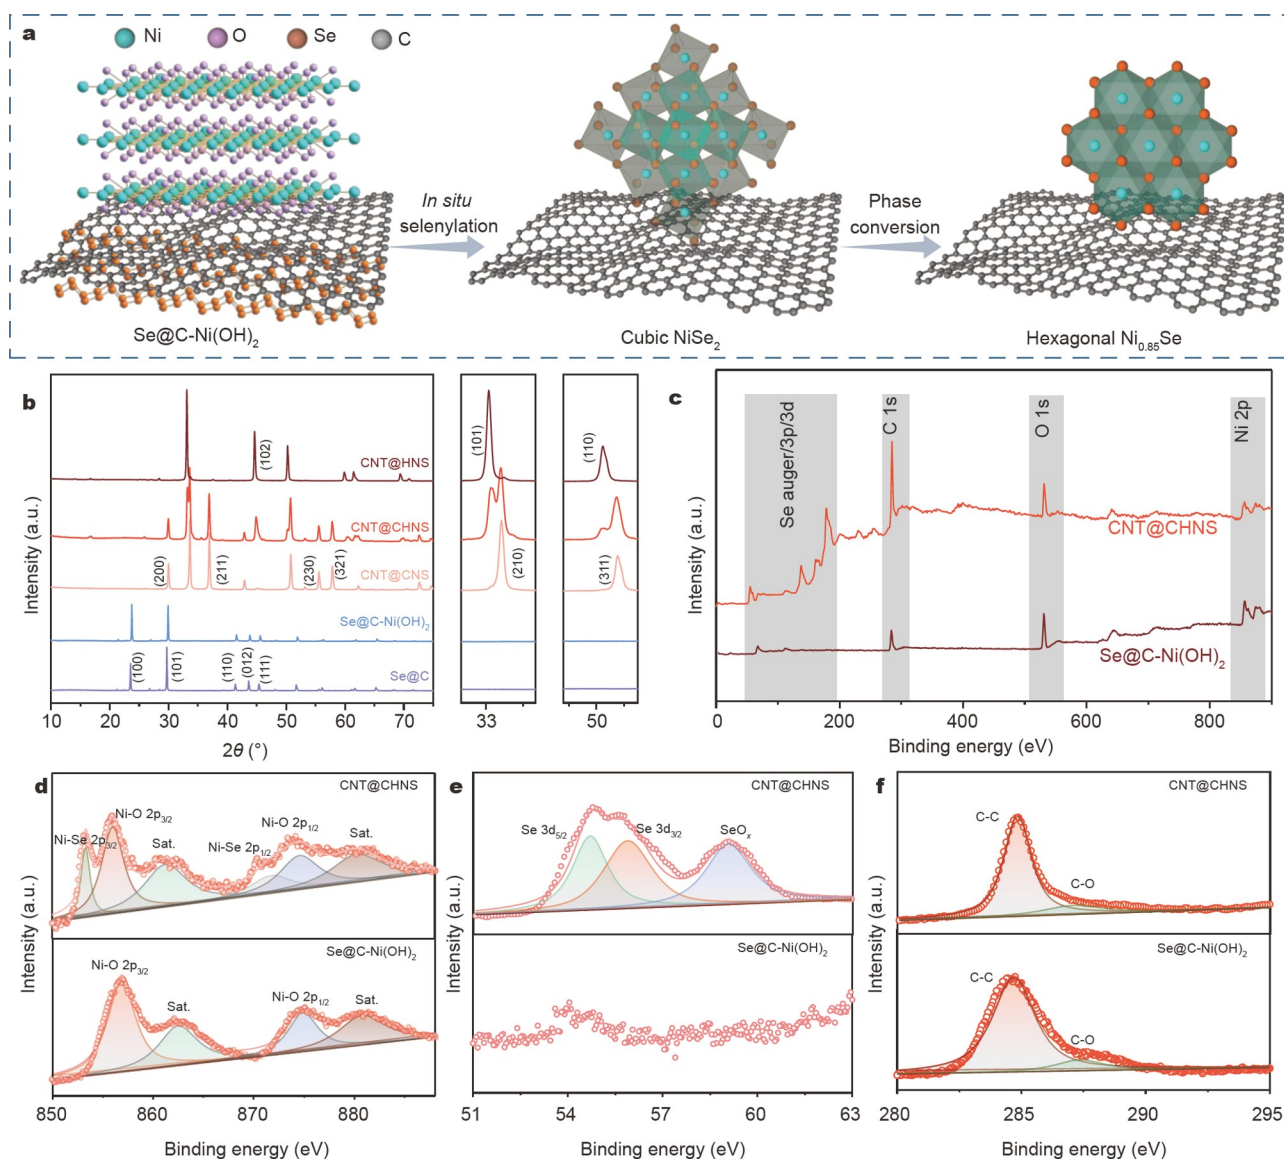 a
Ni
O
Se
C
In situ
selenylation
Phase
conversion
Se@C-Ni(OH)₂
Cubic NiSe₂
Hexagonal Ni₀.₈₅Se
b
Intensity (a.u.)
CNT@HNS
(102)
CNT@CHNS
CNT@CNS
(200)
(211)
(230)
(321)
Se@C-Ni(OH)₂
Se@C
(100)
(101)
(110)
(012)
(111)
10 20 30 40 50 60 70
2θ (°)
(101)
(210)
33
(110)
(311)
50
c
Intensity (a.u.)
Se auger/3p/3d
C 1s
O 1s
Ni 2p
CNT@CHNS
Se@C-Ni(OH)₂
0 200 400 600 800
Binding energy (eV)
d
Intensity (a.u.)
CNT@CHNS
Ni-O 2p₃/₂
Ni-Se 2p₃/₂
Sat.
Ni-Se 2p₁/₂
Ni-O 2p₁/₂
Sat.
Se@C-Ni(OH)₂
Ni-O 2p₃/₂
Sat.
Ni-O 2p₁/₂
Sat.
850 860 870 880
Binding energy (eV)
e
Intensity (a.u.)
CNT@CHNS
Se 3d₅/₂
Se 3d₃/₂
SeOₓ
Se@C-Ni(OH)₂
51 54 57 60 63
Binding energy (eV)
f
Intensity (a.u.)
CNT@CHNS
C-C
C-O
Se@C-Ni(OH)₂
C-C
C-O
280 285 290 295
Binding energy (eV)